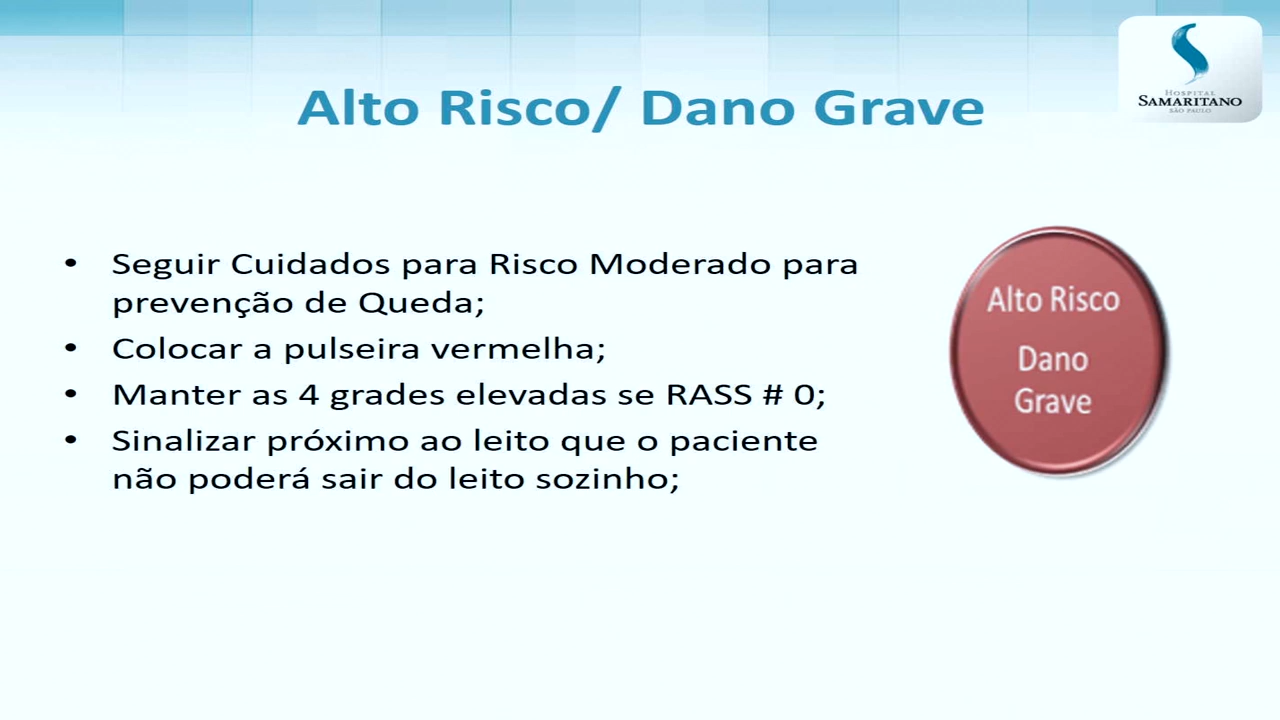 HOSPITAL
SAMARITANO
SÃO PAULO
Alto Risco/ Dano Grave
• Seguir Cuidados para Risco Moderado para
prevenção de Queda;
• Colocar a pulseira vermelha;
• Manter as 4 grades elevadas se RASS # 0;
• Sinalizar próximo ao leito que o paciente
não poderá sair do leito sozinho;
Alto Risco
Dano
Grave